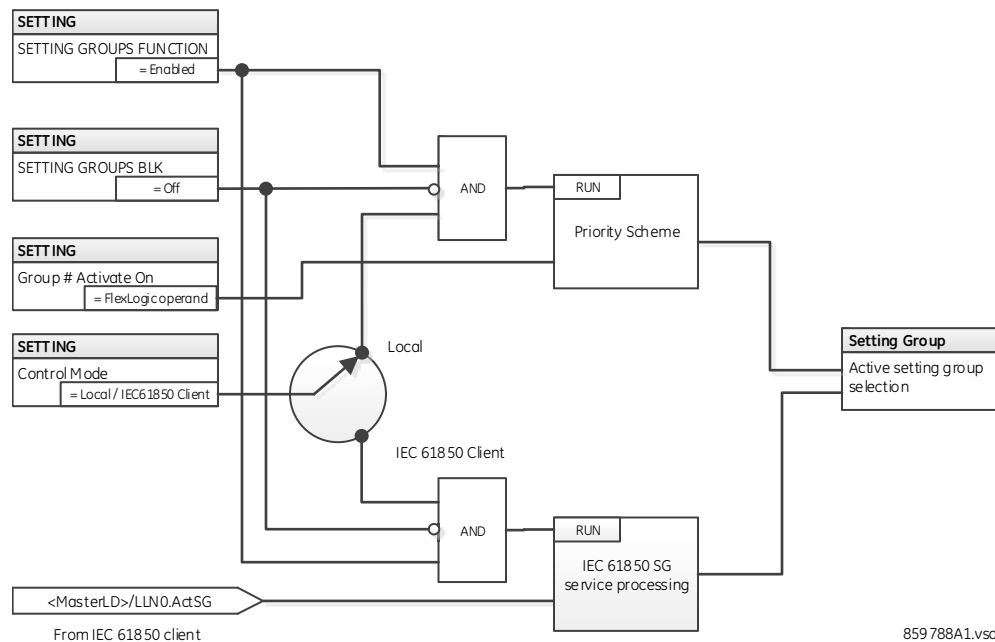 SETTING
SETTING GROUPS FUNCTION
= Enabled
SETTING
SETTING GROUPS BLK
= Off
SETTING
Group # Activate On
= FlexLogic operand
SETTING
Control Mode
= Local / IEC61850 Client
Local
IEC 61850 Client
AND
RUN
Priority Scheme
AND
RUN
IEC 61850 SG
service processing
Setting Group
Active setting group
selection
<MasterLD>/LLN0.ActSG
From IEC 61850 client
859788A1.vsd